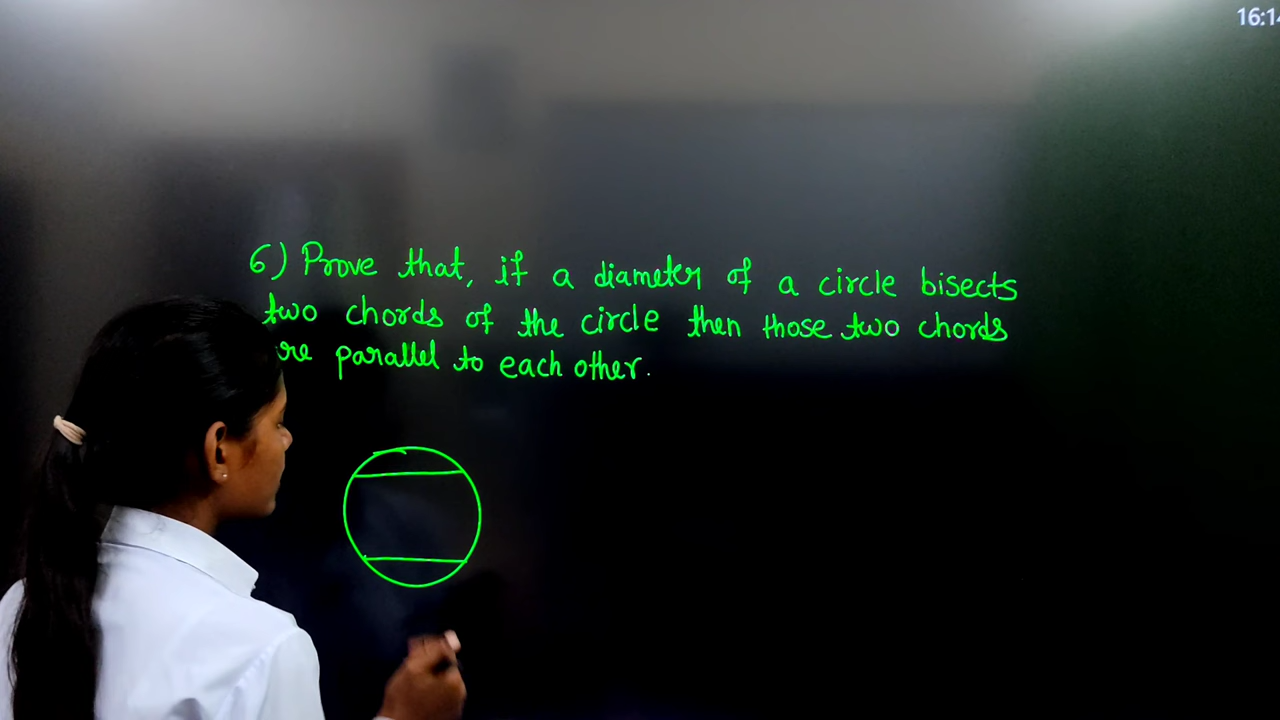 16:14
6) Prove that, if a diameter of a circle bisects
two chords of the circle then those two chords
are parallel to each other.